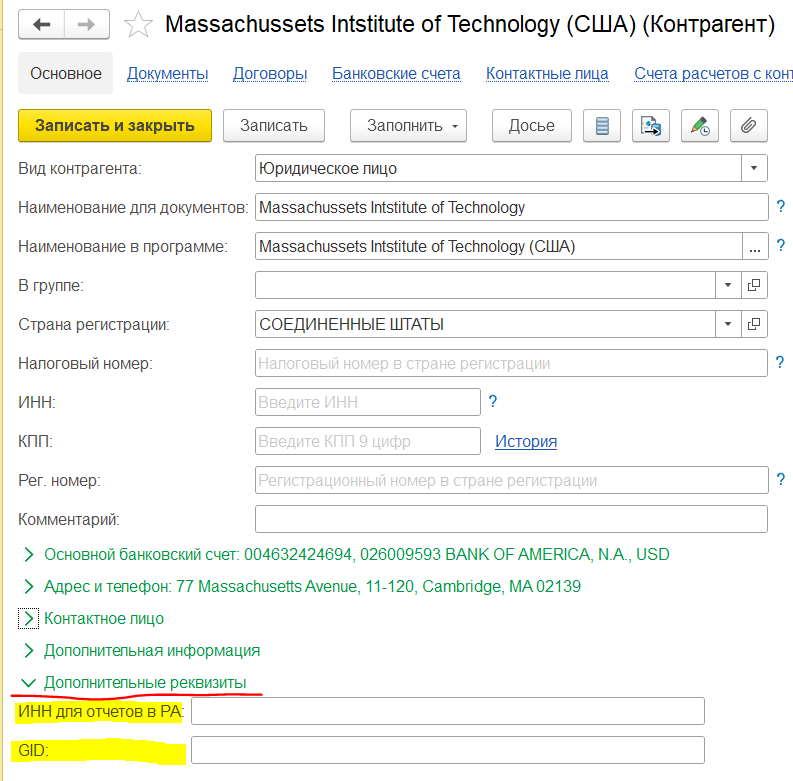 Massachussets Intstitute of Technology (США) (Контрагент)
Основное Документы Договоры Банковские счета Контактные лица Счета расчетов с конт
Записать и закрыть Записать Заполнить Досье
Вид контрагента: Юридическое лицо
Наименование для документов: Massachussets Intstitute of Technology ?
Наименование в программе: Massachussets Intstitute of Technology (США) ... ?
В группе:
Страна регистрации: СОЕДИНЕННЫЕ ШТАТЫ
Налоговый номер: Налоговый номер в стране регистрации ?
ИНН: Введите ИНН ?
КПП: Введите КПП 9 цифр История
Рег. номер: Регистрационный номер в стране регистрации ?
Комментарий:
Основной банковский счет: 004632424694, 026009593 BANK OF AMERICA, N.A., USD
Адрес и телефон: 77 Massachusetts Avenue, 11-120, Cambridge, MA 02139
Контактное лицо
Дополнительная информация
Дополнительные реквизиты
ИНН для отчетов в РА:
GID: